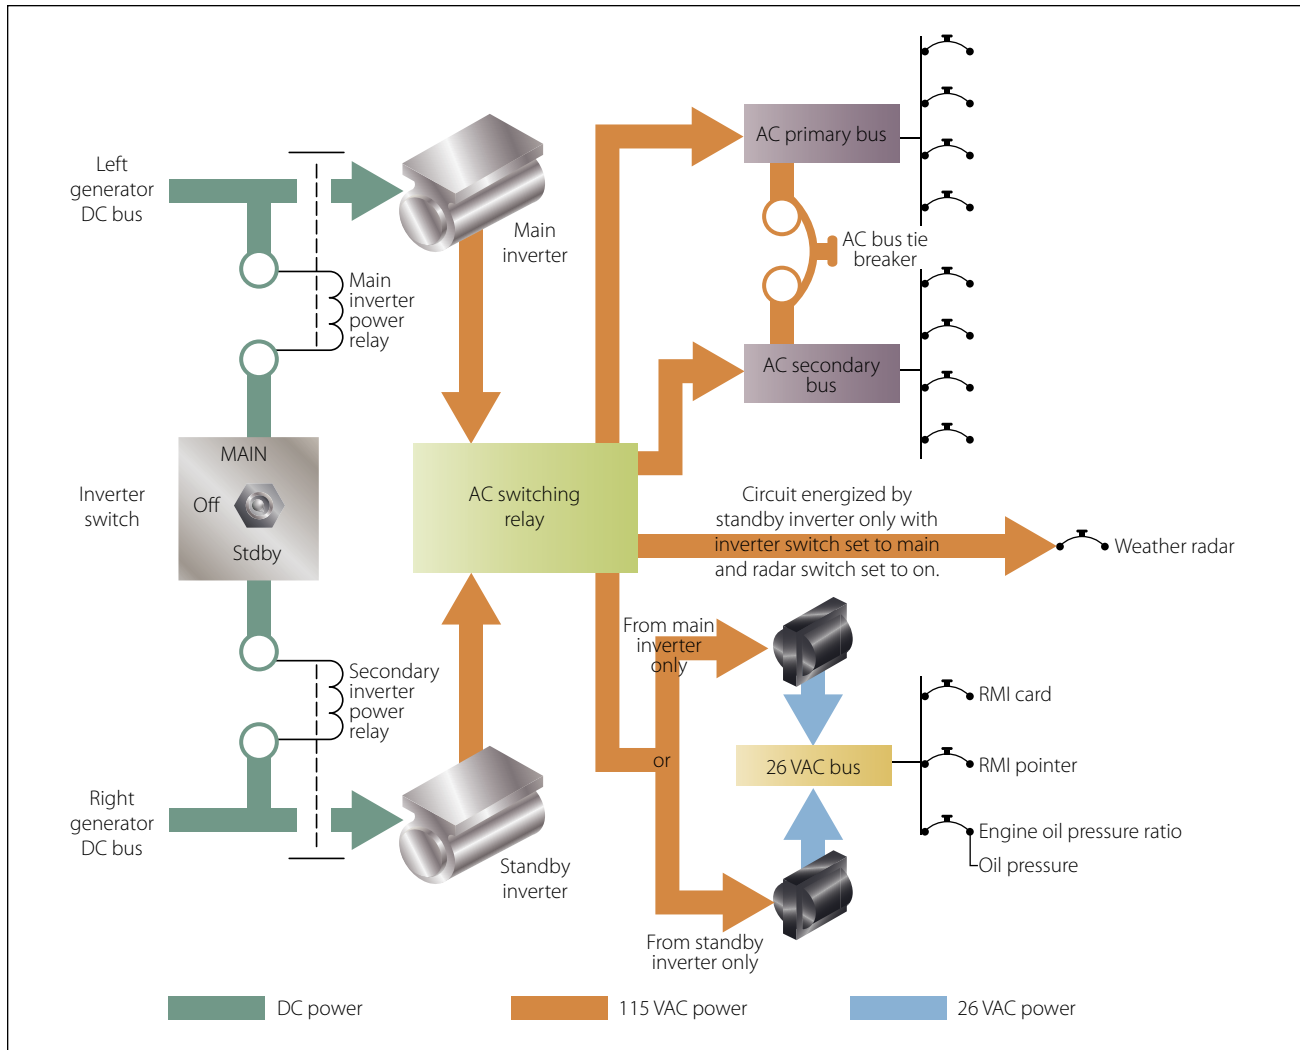 Left
generator
DC bus
Main
inverter
Main
inverter
power
relay
AC primary bus
AC bus tie
breaker
AC secondary
bus
Inverter
switch
MAIN
Off
Stdby
AC switching
relay
Circuit energized by
standby inverter only with
inverter switch set to main
and radar switch set to on.
Weather radar
From main
inverter
only
Secondary
inverter
power
relay
or
26 VAC bus
RMI card
RMI pointer
Engine oil pressure ratio
Oil pressure
Right
generator
DC bus
Standby
inverter
From standby
inverter only
DC power
115 VAC power
26 VAC power